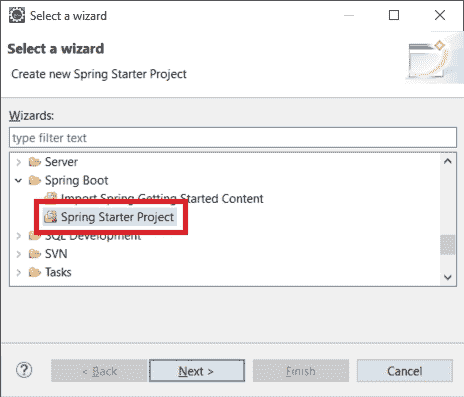 Select a wizard
Select a wizard
Create new Spring Starter Project
Wizards:
type filter text
Server
Spring Boot
Import Spring Getting Started Content
Spring Starter Project
SQL Development
SVN
Tasks
? < Back Next > Finish Cancel